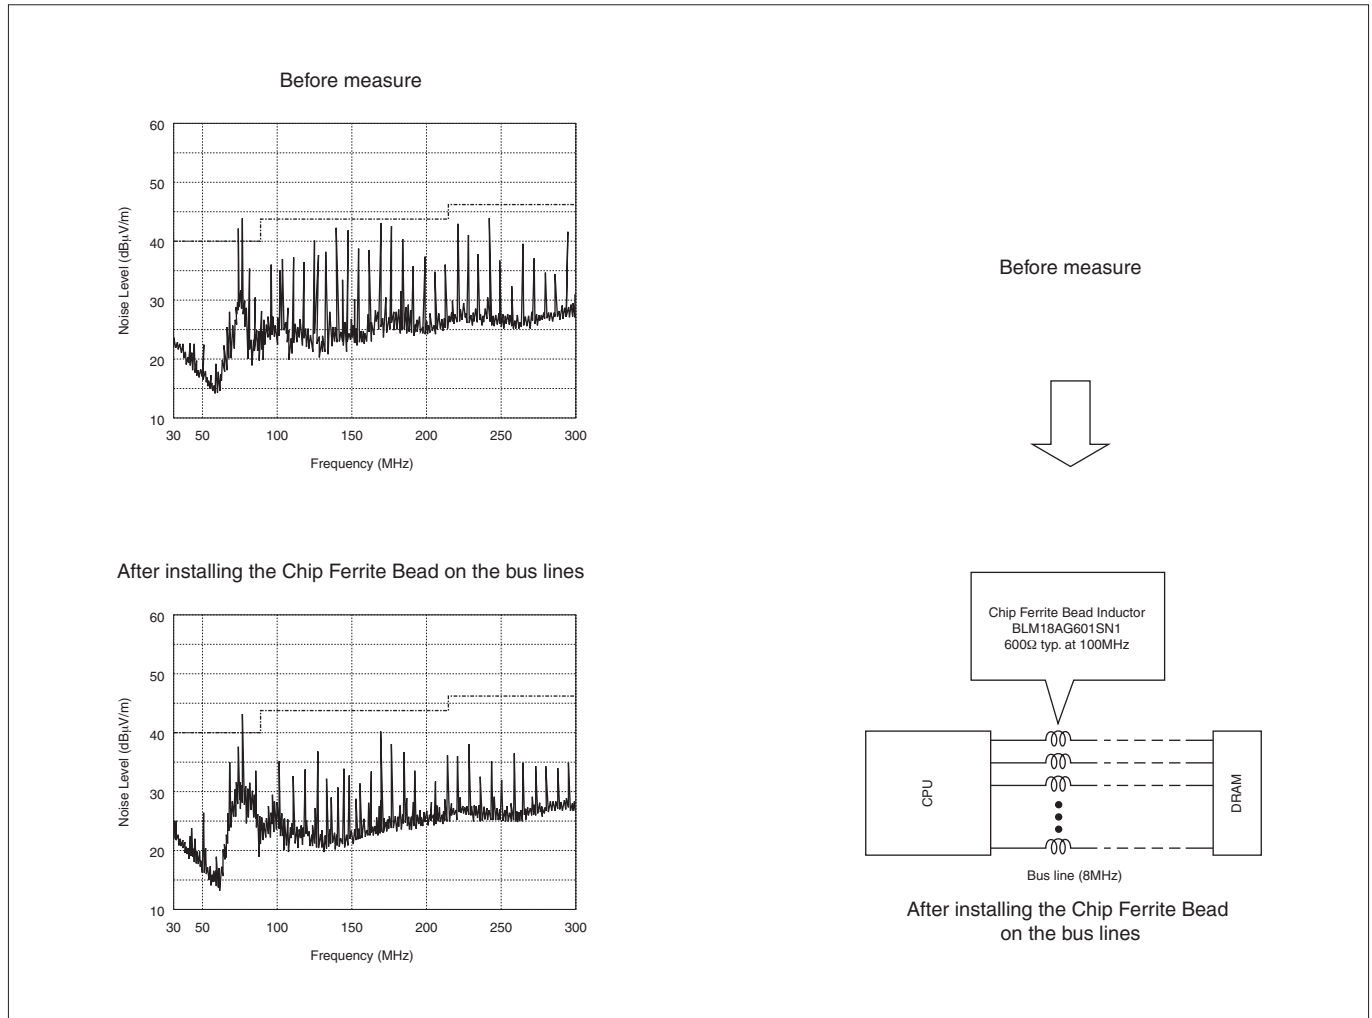 Before measure
60
50
40
30
20
10
Noise Level (dBμV/m)
30 50 100 150 200 250 300
Frequency (MHz)
Before measure
After installing the Chip Ferrite Bead on the bus lines
60
50
40
30
20
10
Noise Level (dBμV/m)
30 50 100 150 200 250 300
Frequency (MHz)
Chip Ferrite Bead Inductor
BLM18AG601SN1
600Ω typ. at 100MHz
CPU
DRAM
Bus line (8MHz)
After installing the Chip Ferrite Bead
on the bus lines